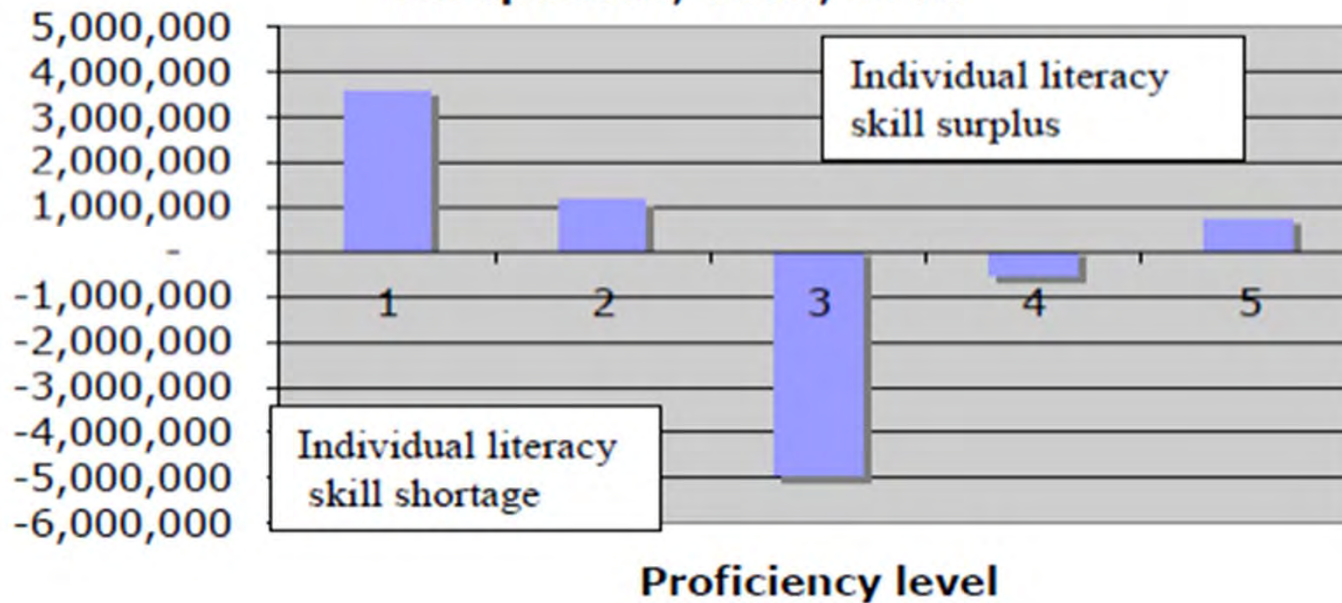 5,000,000
4,000,000
3,000,000
2,000,000
1,000,000
-
-1,000,000
-2,000,000
-3,000,000
-4,000,000
-5,000,000
-6,000,000
Individual literacy
skill surplus
1 2 3 4 5
Individual literacy
skill shortage
Proficiency level